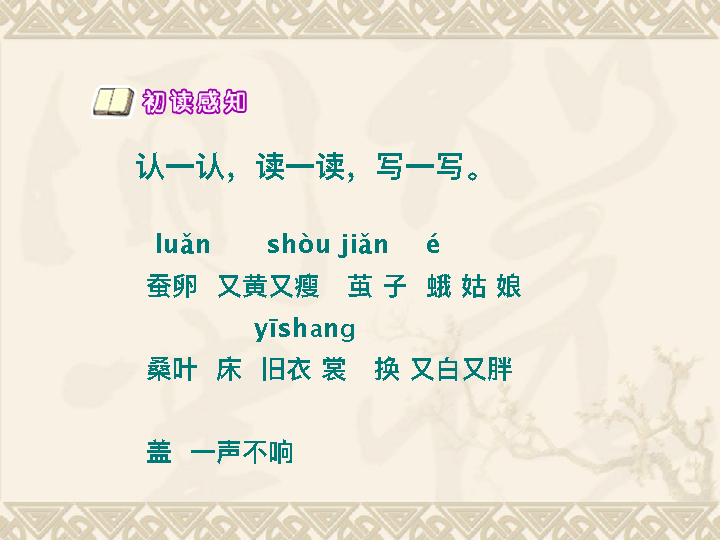 初读感知
认一认，读一读，写一写。
luǎn shòu jiǎn é
蚕卵 又黄又瘦 茧 子 蛾 姑 娘
yīshang
桑叶 床 旧衣 裳 换 又白又胖
盖 一声不响